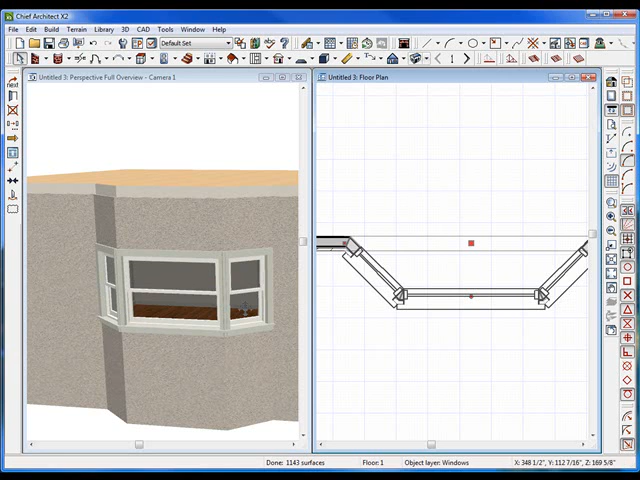 Chief Architect X2
File Edit Build Terrain Library 3D CAD Tools Window Help
Default Set
1
next
Untitled 3: Perspective Full Overview - Camera 1
Untitled 3: Floor Plan
Done: 1143 surfaces Floor: 1 Object layer: Windows X: 348 1/2", Y: 112 7/16", Z: 169 5/8"